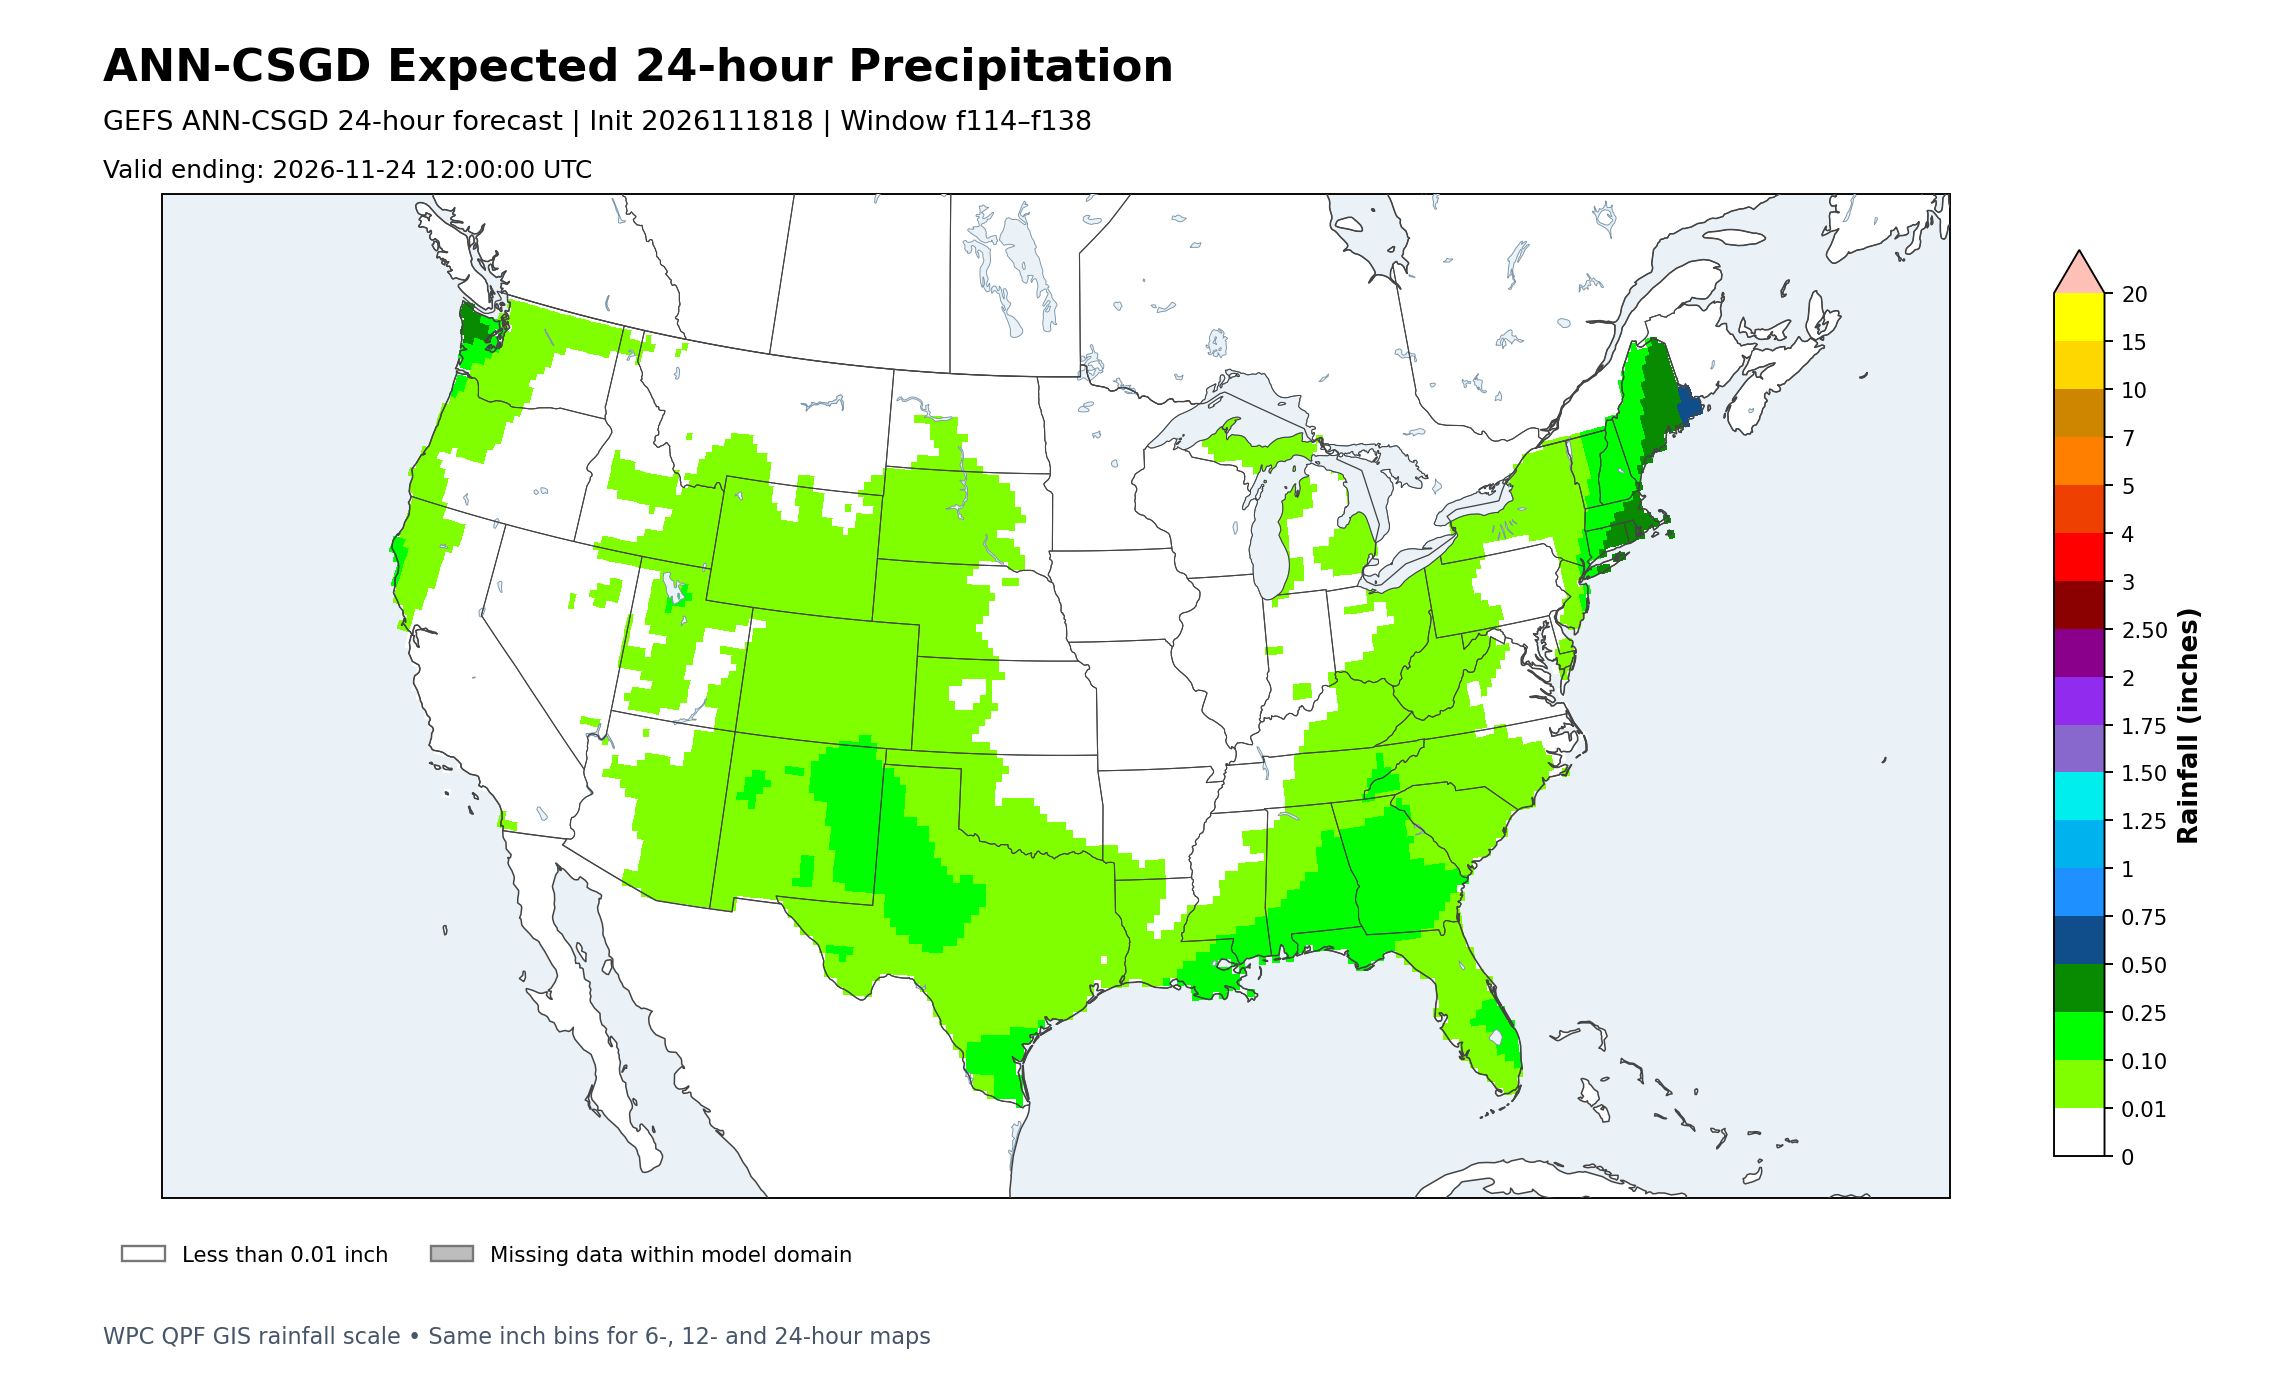 ANN-CSGD Expected 24-hour Precipitation
GEFS ANN-CSGD 24-hour forecast | Init 2026111818 | Window f114–f138
Valid ending: 2026-11-24 12:00:00 UTC
20
15
10
7
5
4
3
2.50
2
1.75
1.50
1.25
1
0.75
0.50
0.25
0.10
0.01
0
Rainfall (inches)
Less than 0.01 inch
Missing data within model domain
WPC QPF GIS rainfall scale • Same inch bins for 6-, 12- and 24-hour maps